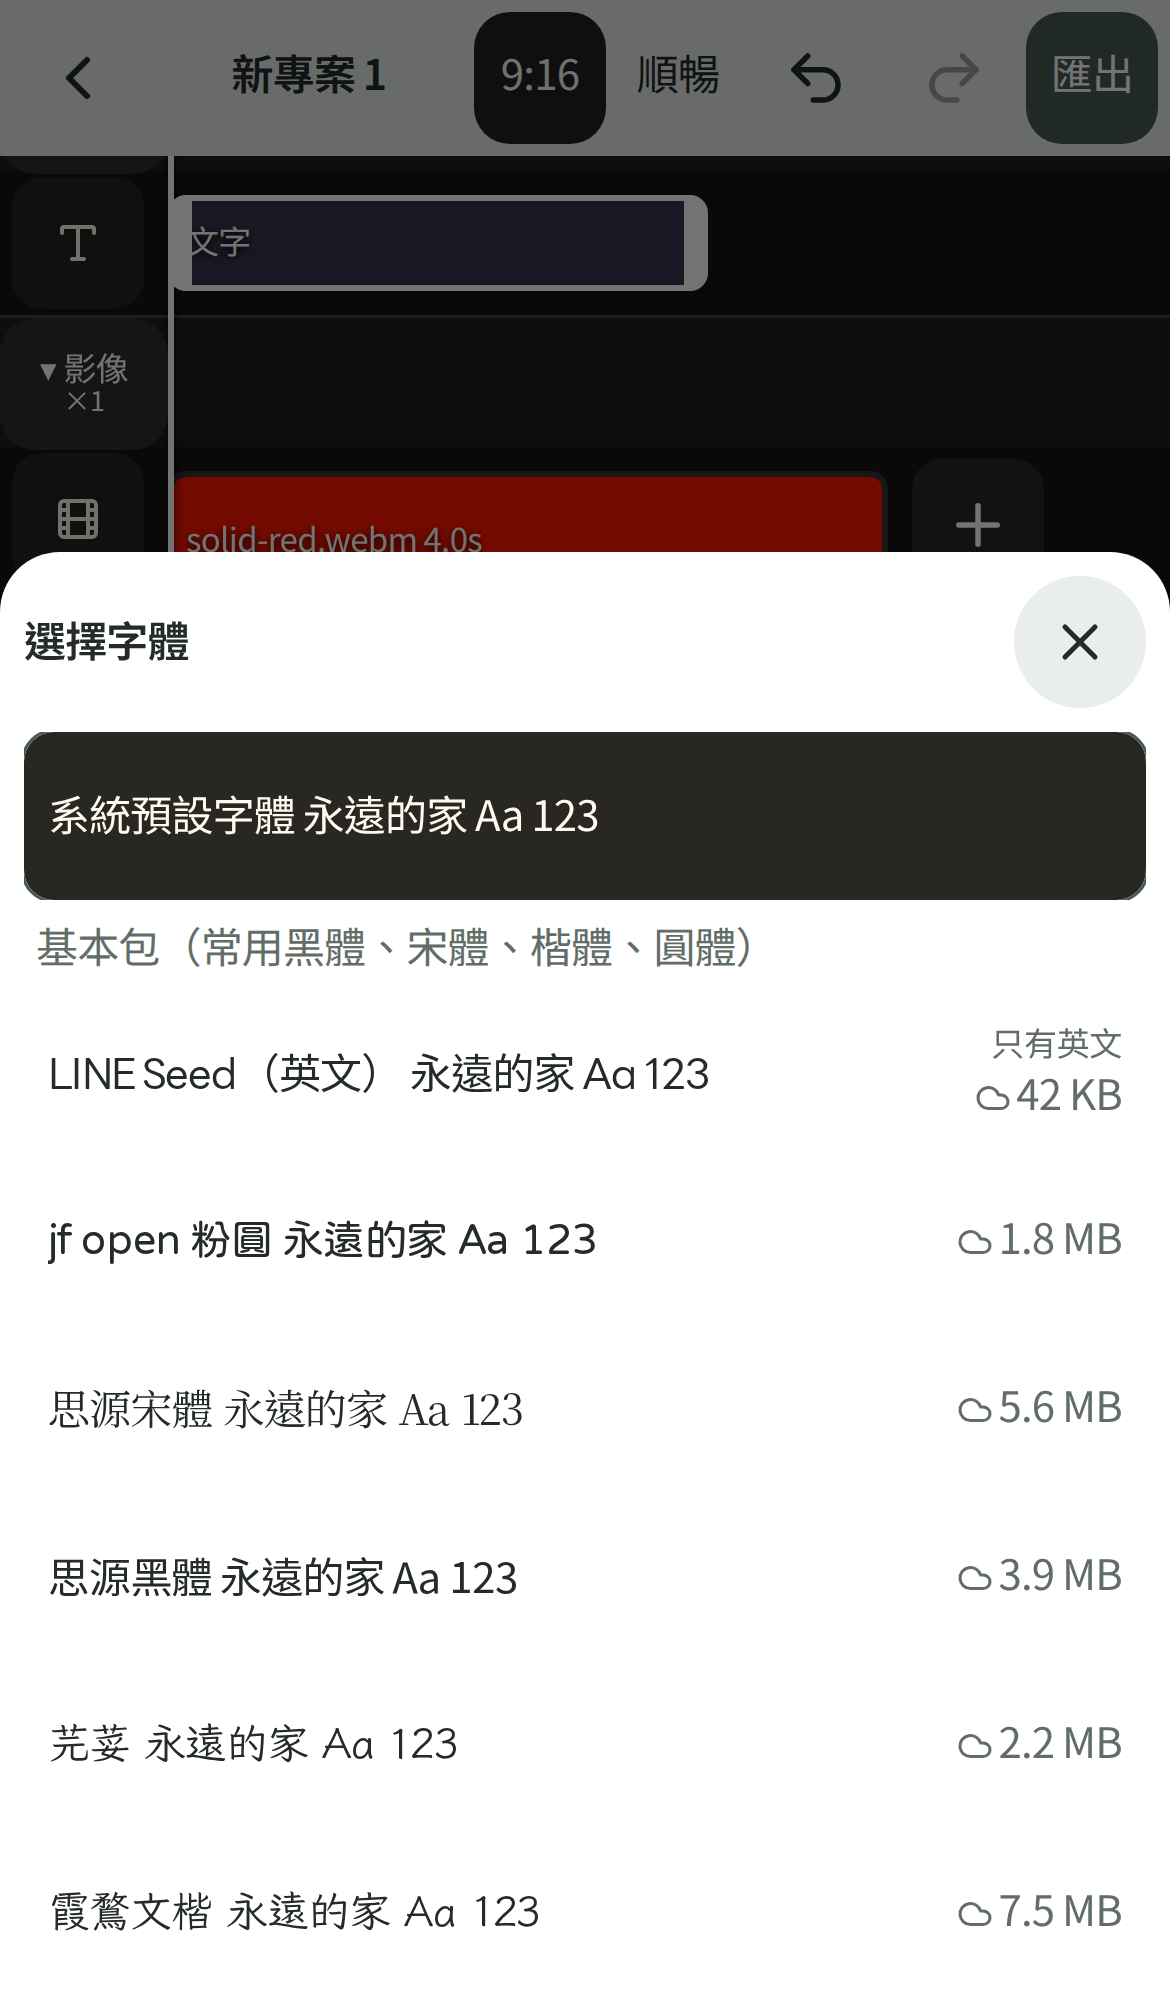 新專案 1
9:16
順暢
匯出
文字
▾ 影像
×1
solid-red.webm 4.0s
選擇字體
系統預設字體 永遠的家 Aa 123
基本包（常用黑體、宋體、楷體、圓體）
LINE Seed（英文） 永遠的家 Aa 123
只有英文
42 KB
jf open 粉圓 永遠的家 Aa 123
1.8 MB
思源宋體 永遠的家 Aa 123
5.6 MB
思源黑體 永遠的家 Aa 123
3.9 MB
芫荽 永遠的家 Aa 123
2.2 MB
霞鶩文楷 永遠的家 Aa 123
7.5 MB